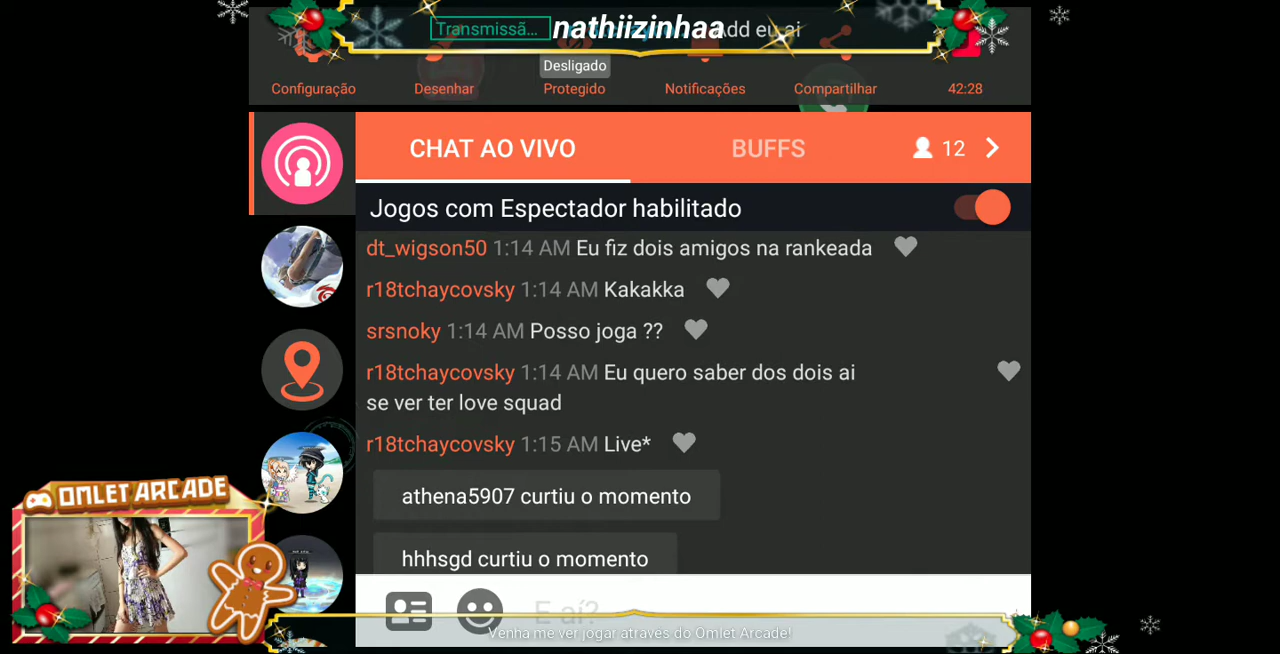 Transmissã... nathiizinhaa Add eu ai
Desligado
Configuração Desenhar Protegido Notificações Compartilhar 42:28
CHAT AO VIVO BUFFS 12
Jogos com Espectador habilitado
dt_wigson50 1:14 AM Eu fiz dois amigos na rankeada
r18tchaycovsky 1:14 AM Kakakka
srsnoky 1:14 AM Posso joga ??
r18tchaycovsky 1:14 AM Eu quero saber dos dois ai
se ver ter love squad
r18tchaycovsky 1:15 AM Live*
athena5907 curtiu o momento
hhhsgd curtiu o momento
OMLET ARCADE
E aí?
Venha me ver jogar através do Omlet Arcade!